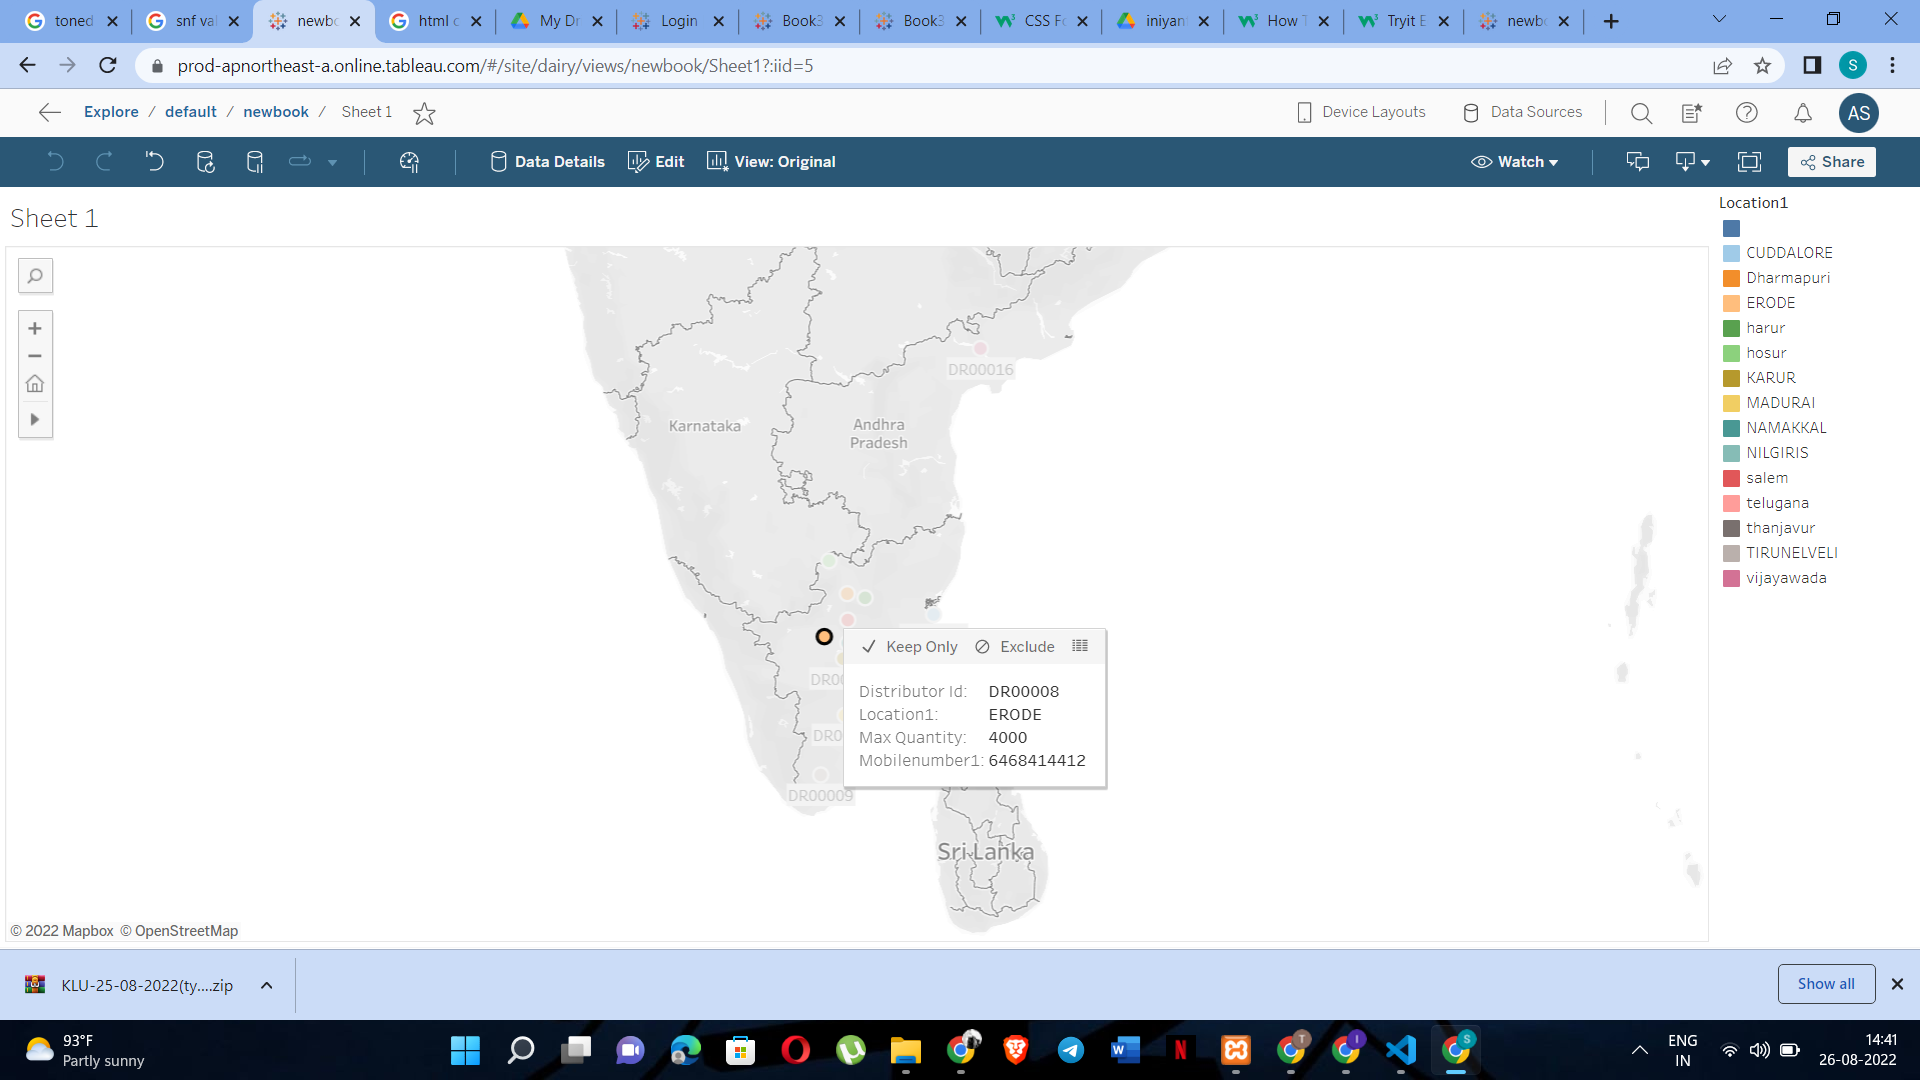 toned
snf val
newbo
html c
My Dr
Login
Book3
Book3
CSS Fo
iniyan
How T
Tryit E
newbo
prod-apnortheast-a.online.tableau.com/#/site/dairy/views/newbook/Sheet1?:iid=5
S
Explore / default / newbook / Sheet 1
Device Layouts
Data Sources
AS
Data Details
Edit
View: Original
Watch
Share
Sheet 1
Location1
CUDDALORE
Dharmapuri
ERODE
harur
hosur
KARUR
MADURAI
NAMAKKAL
NILGIRIS
salem
telugana
thanjavur
TIRUNELVELI
vijayawada
DR00016
Karnataka
Andhra
Pradesh
Keep Only
Exclude
DR00
Distributor Id: DR00008
Location1: ERODE
Max Quantity: 4000
Mobilenumber1: 6468414412
DR0
DR00009
Sri Lanka
© 2022 Mapbox © OpenStreetMap
KLU-25-08-2022(ty....zip
Show all
93°F
Partly sunny
ENG
IN
14:41
26-08-2022